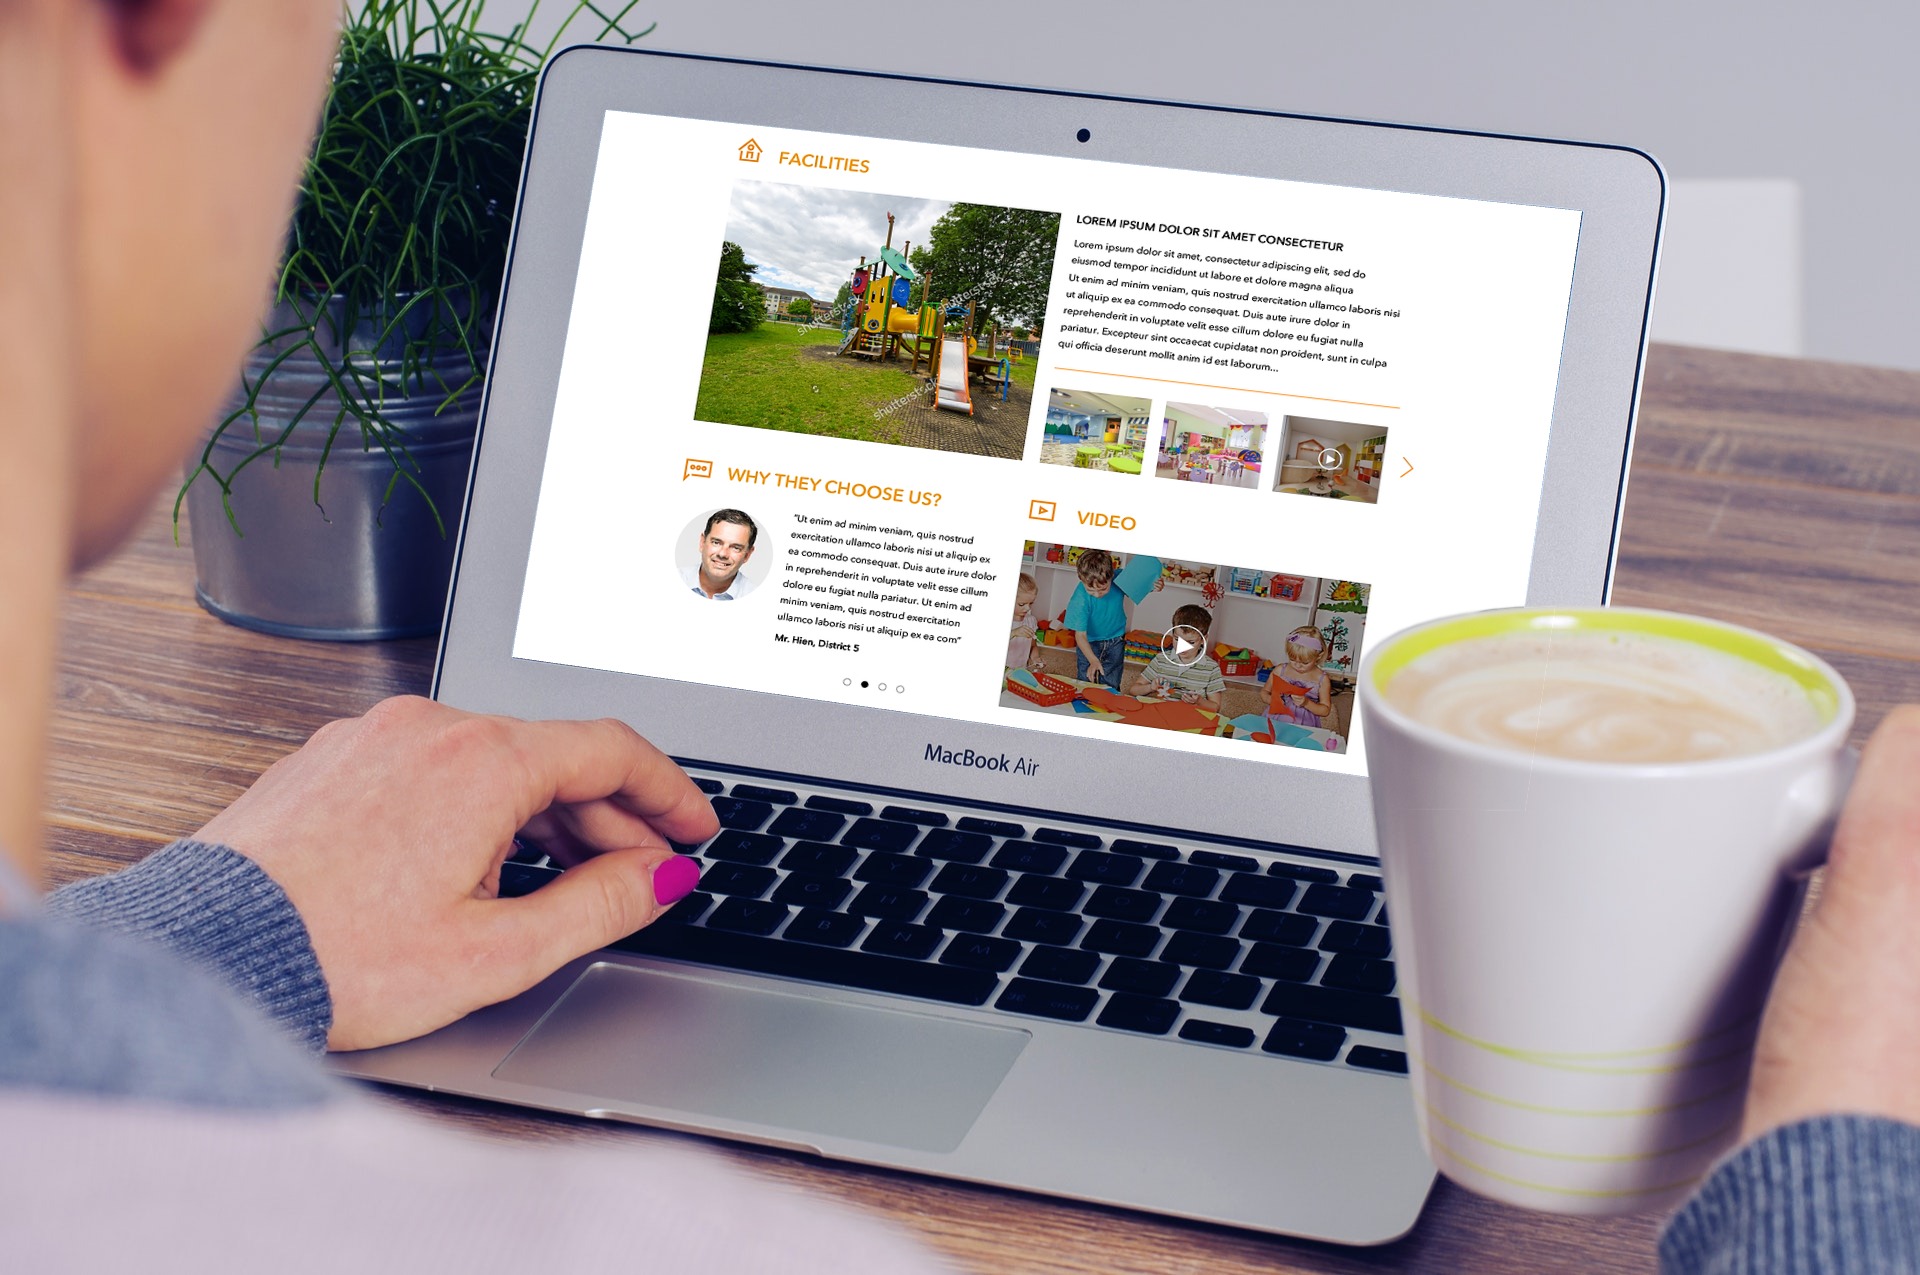 FACILITIES
LOREM IPSUM DOLOR SIT AMET CONSECTETUR
Lorem ipsum dolor sit amet, consectetur adipiscing elit, sed do
eiusmod tempor incididunt ut labore et dolore magna aliqua
Ut enim ad minim veniam, quis nostrud exercitation ullamco laboris nisi
ut aliquip ex ea commodo consequat. Duis aute irure dolor in
reprehenderit in voluptate velit esse cillum dolore eu fugiat nulla
pariatur. Excepteur sint occaecat cupidatat non proident, sunt in culpa
qui officia deserunt mollit anim id est laborum...
shutterstock
WHY THEY CHOOSE US?
"Ut enim ad minim veniam, quis nostrud
exercitation ullamco laboris nisi ut aliquip ex
ea commodo consequat. Duis aute irure dolor
in reprehenderit in voluptate velit esse cillum
dolore eu fugiat nulla pariatur. Ut enim ad
minim veniam, quis nostrud exercitation
ullamco laboris nisi ut aliquip ex ea com"
Mr. Hien, District 5
VIDEO
MacBook Air